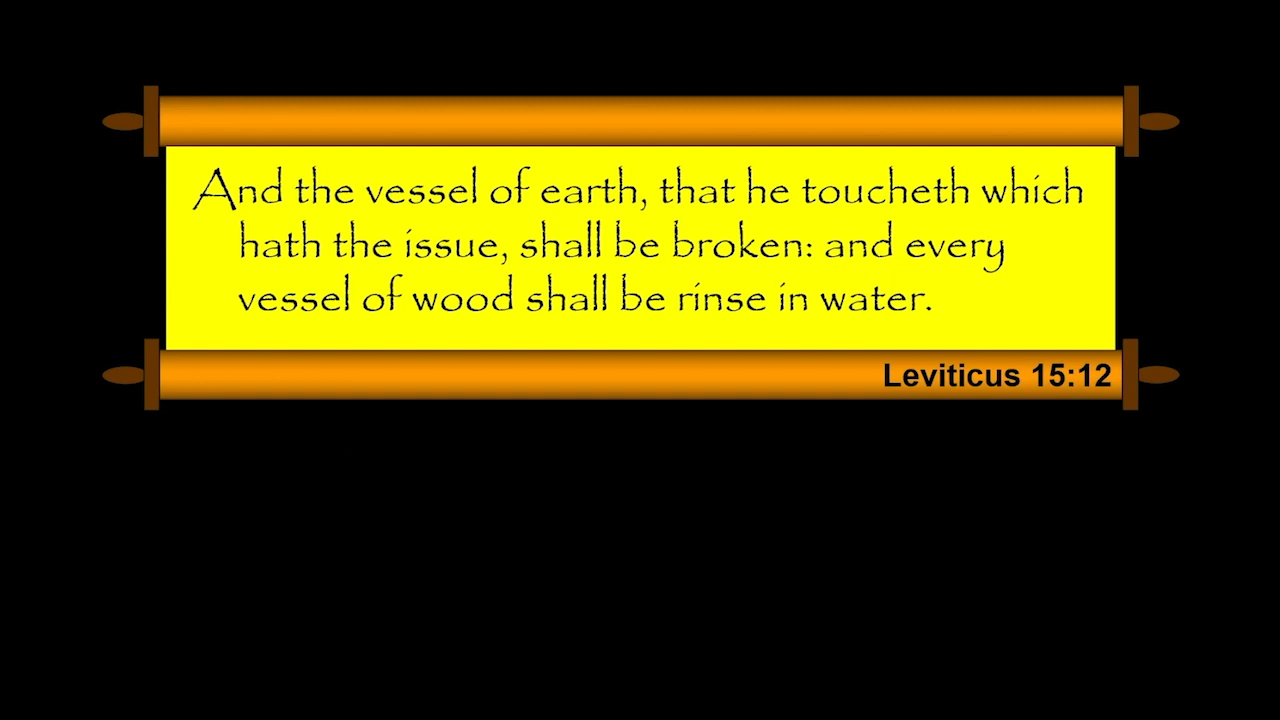 And the vessel of earth, that he toucheth which
hath the issue, shall be broken: and every
vessel of wood shall be rinse in water.
Leviticus 15:12